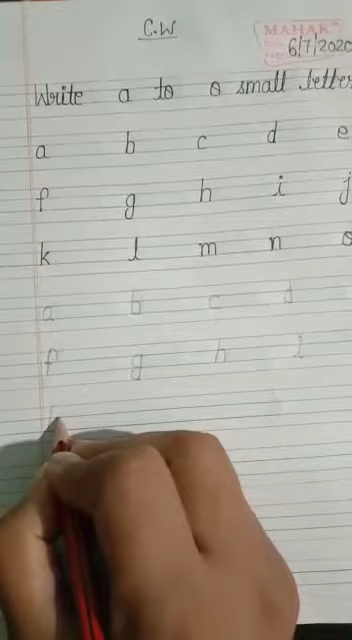 C.W
MAHAK
6/7/2020
Write a to o small letter
a b c d e
f g h i j
k l m n o
a b c d
f g h i